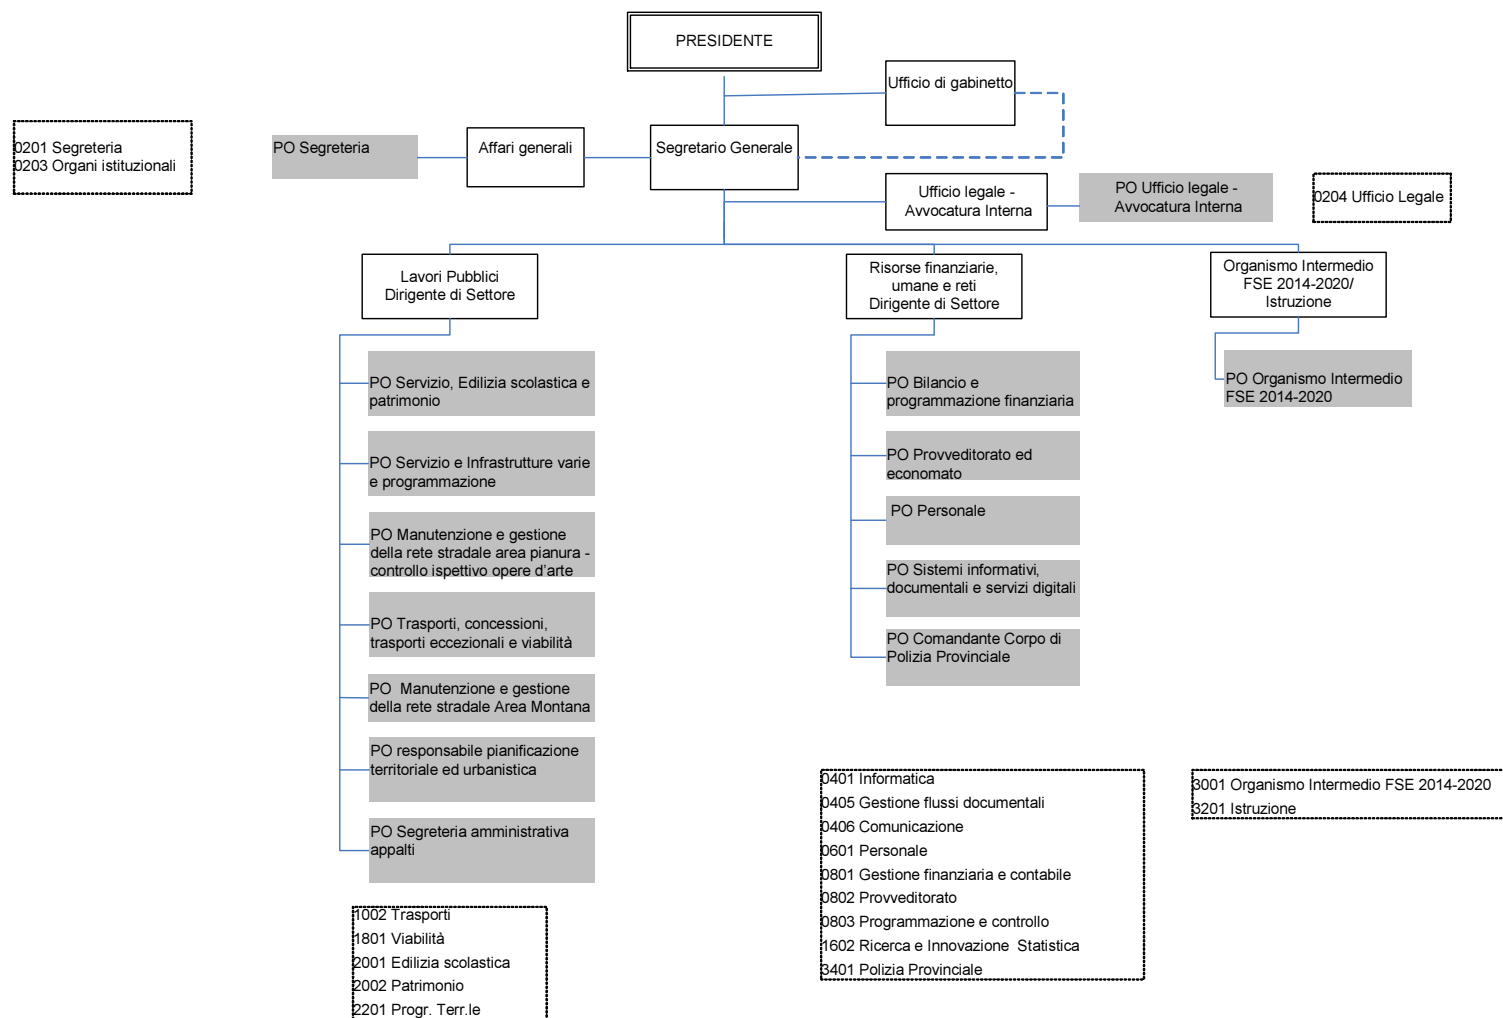 PRESIDENTE
Ufficio di gabinetto
0201 Segreteria
0203 Organi istituzionali
PO Segreteria
Affari generali
Segretario Generale
Ufficio legale -
Avvocatura Interna
PO Ufficio legale -
Avvocatura Interna
0204 Ufficio Legale
Lavori Pubblici
Dirigente di Settore
Risorse finanziarie,
umane e reti
Dirigente di Settore
Organismo Intermedio
FSE 2014-2020/
Istruzione
PO Servizio, Edilizia scolastica e
patrimonio
PO Servizio e Infrastrutture varie
e programmazione
PO Manutenzione e gestione
della rete stradale area pianura -
controllo ispettivo opere d'arte
PO Trasporti, concessioni,
trasporti eccezionali e viabilità
PO  Manutenzione e gestione
della rete stradale Area Montana
PO responsabile pianificazione
territoriale ed urbanistica
PO Segreteria amministrativa
appalti
PO Bilancio e
programmazione finanziaria
PO Provveditorato ed
economato
PO Personale
PO Sistemi informativi,
documentali e servizi digitali
PO Comandante Corpo di
Polizia Provinciale
PO Organismo Intermedio
FSE 2014-2020
1002 Trasporti
1801 Viabilità
2001 Edilizia scolastica
2002 Patrimonio
2201 Progr. Terr.le
0401 Informatica
0405 Gestione flussi documentali
0406 Comunicazione
0601 Personale
0801 Gestione finanziaria e contabile
0802 Provveditorato
0803 Programmazione e controllo
1602 Ricerca e Innovazione  Statistica
3401 Polizia Provinciale
3001 Organismo Intermedio FSE 2014-2020
3201 Istruzione